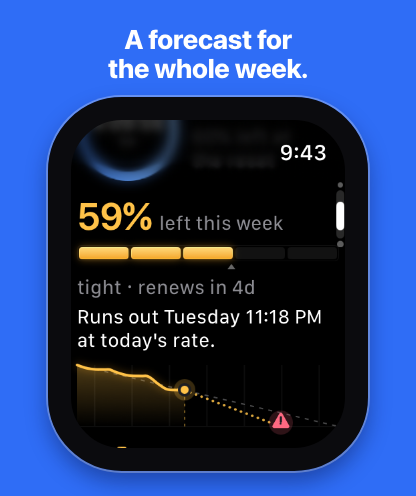 A forecast for
the whole week.
9:43
59% left this week
tight · renews in 4d
Runs out Tuesday 11:18 PM
at today's rate.